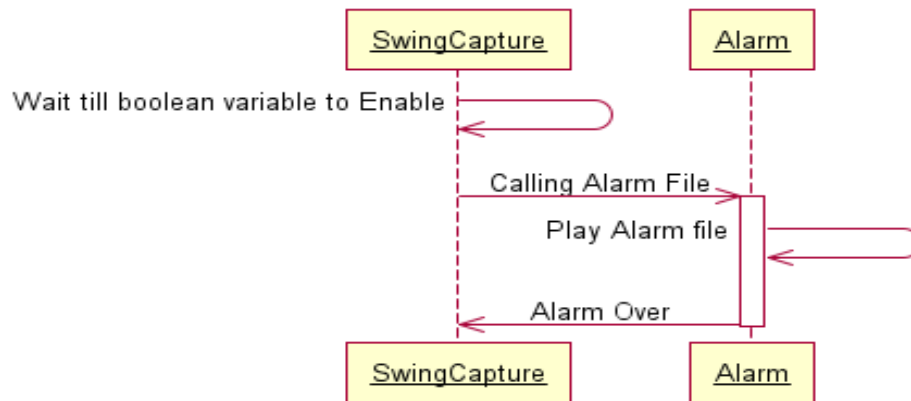 SwingCapture
Alarm
Wait till boolean variable to Enable
Calling Alarm File
Play Alarm file
Alarm Over
SwingCapture
Alarm